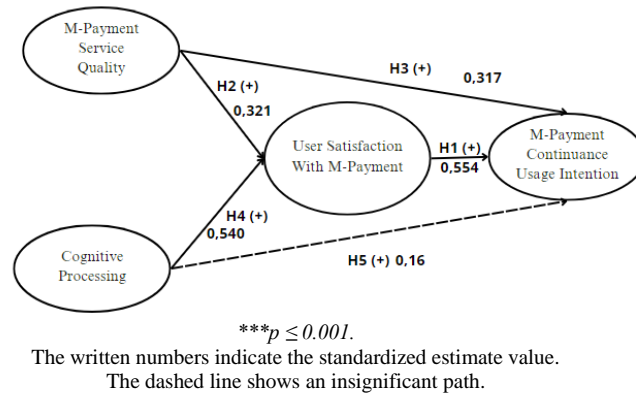 M-Payment
Service
Quality
H3 (+)
0,317
H2 (+)
0,321
User Satisfaction
With M-Payment
H1 (+)
0,554
M-Payment
Continuance
Usage Intention
H4 (+)
0,540
Cognitive
Processing
H5 (+) 0,16
***p ≤ 0.001.
The written numbers indicate the standardized estimate value.
The dashed line shows an insignificant path.